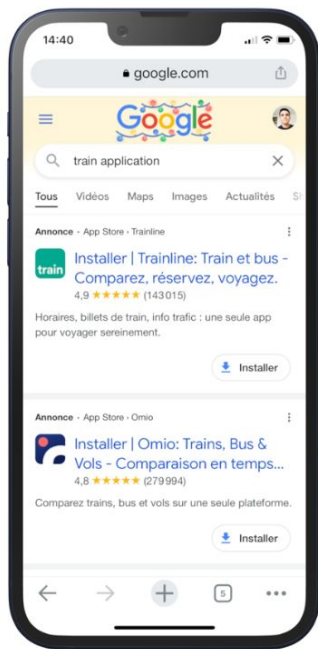 14:40
google.com
Google
train application
Tous Vidéos Maps Images Actualités
Annonce · App Store · Trainline
train
Installer | Trainline: Train et bus -
Comparez, réservez, voyagez.
4,9 ★★★★★ (143 015)
Horaires, billets de train, info trafic : une seule app
pour voyager sereinement.
Installer
Annonce · App Store · Omio
Installer | Omio: Trains, Bus &
Vols - Comparaison en temps...
4,8 ★★★★★ (279 994)
Comparez trains, bus et vols sur une seule plateforme.
Installer
5